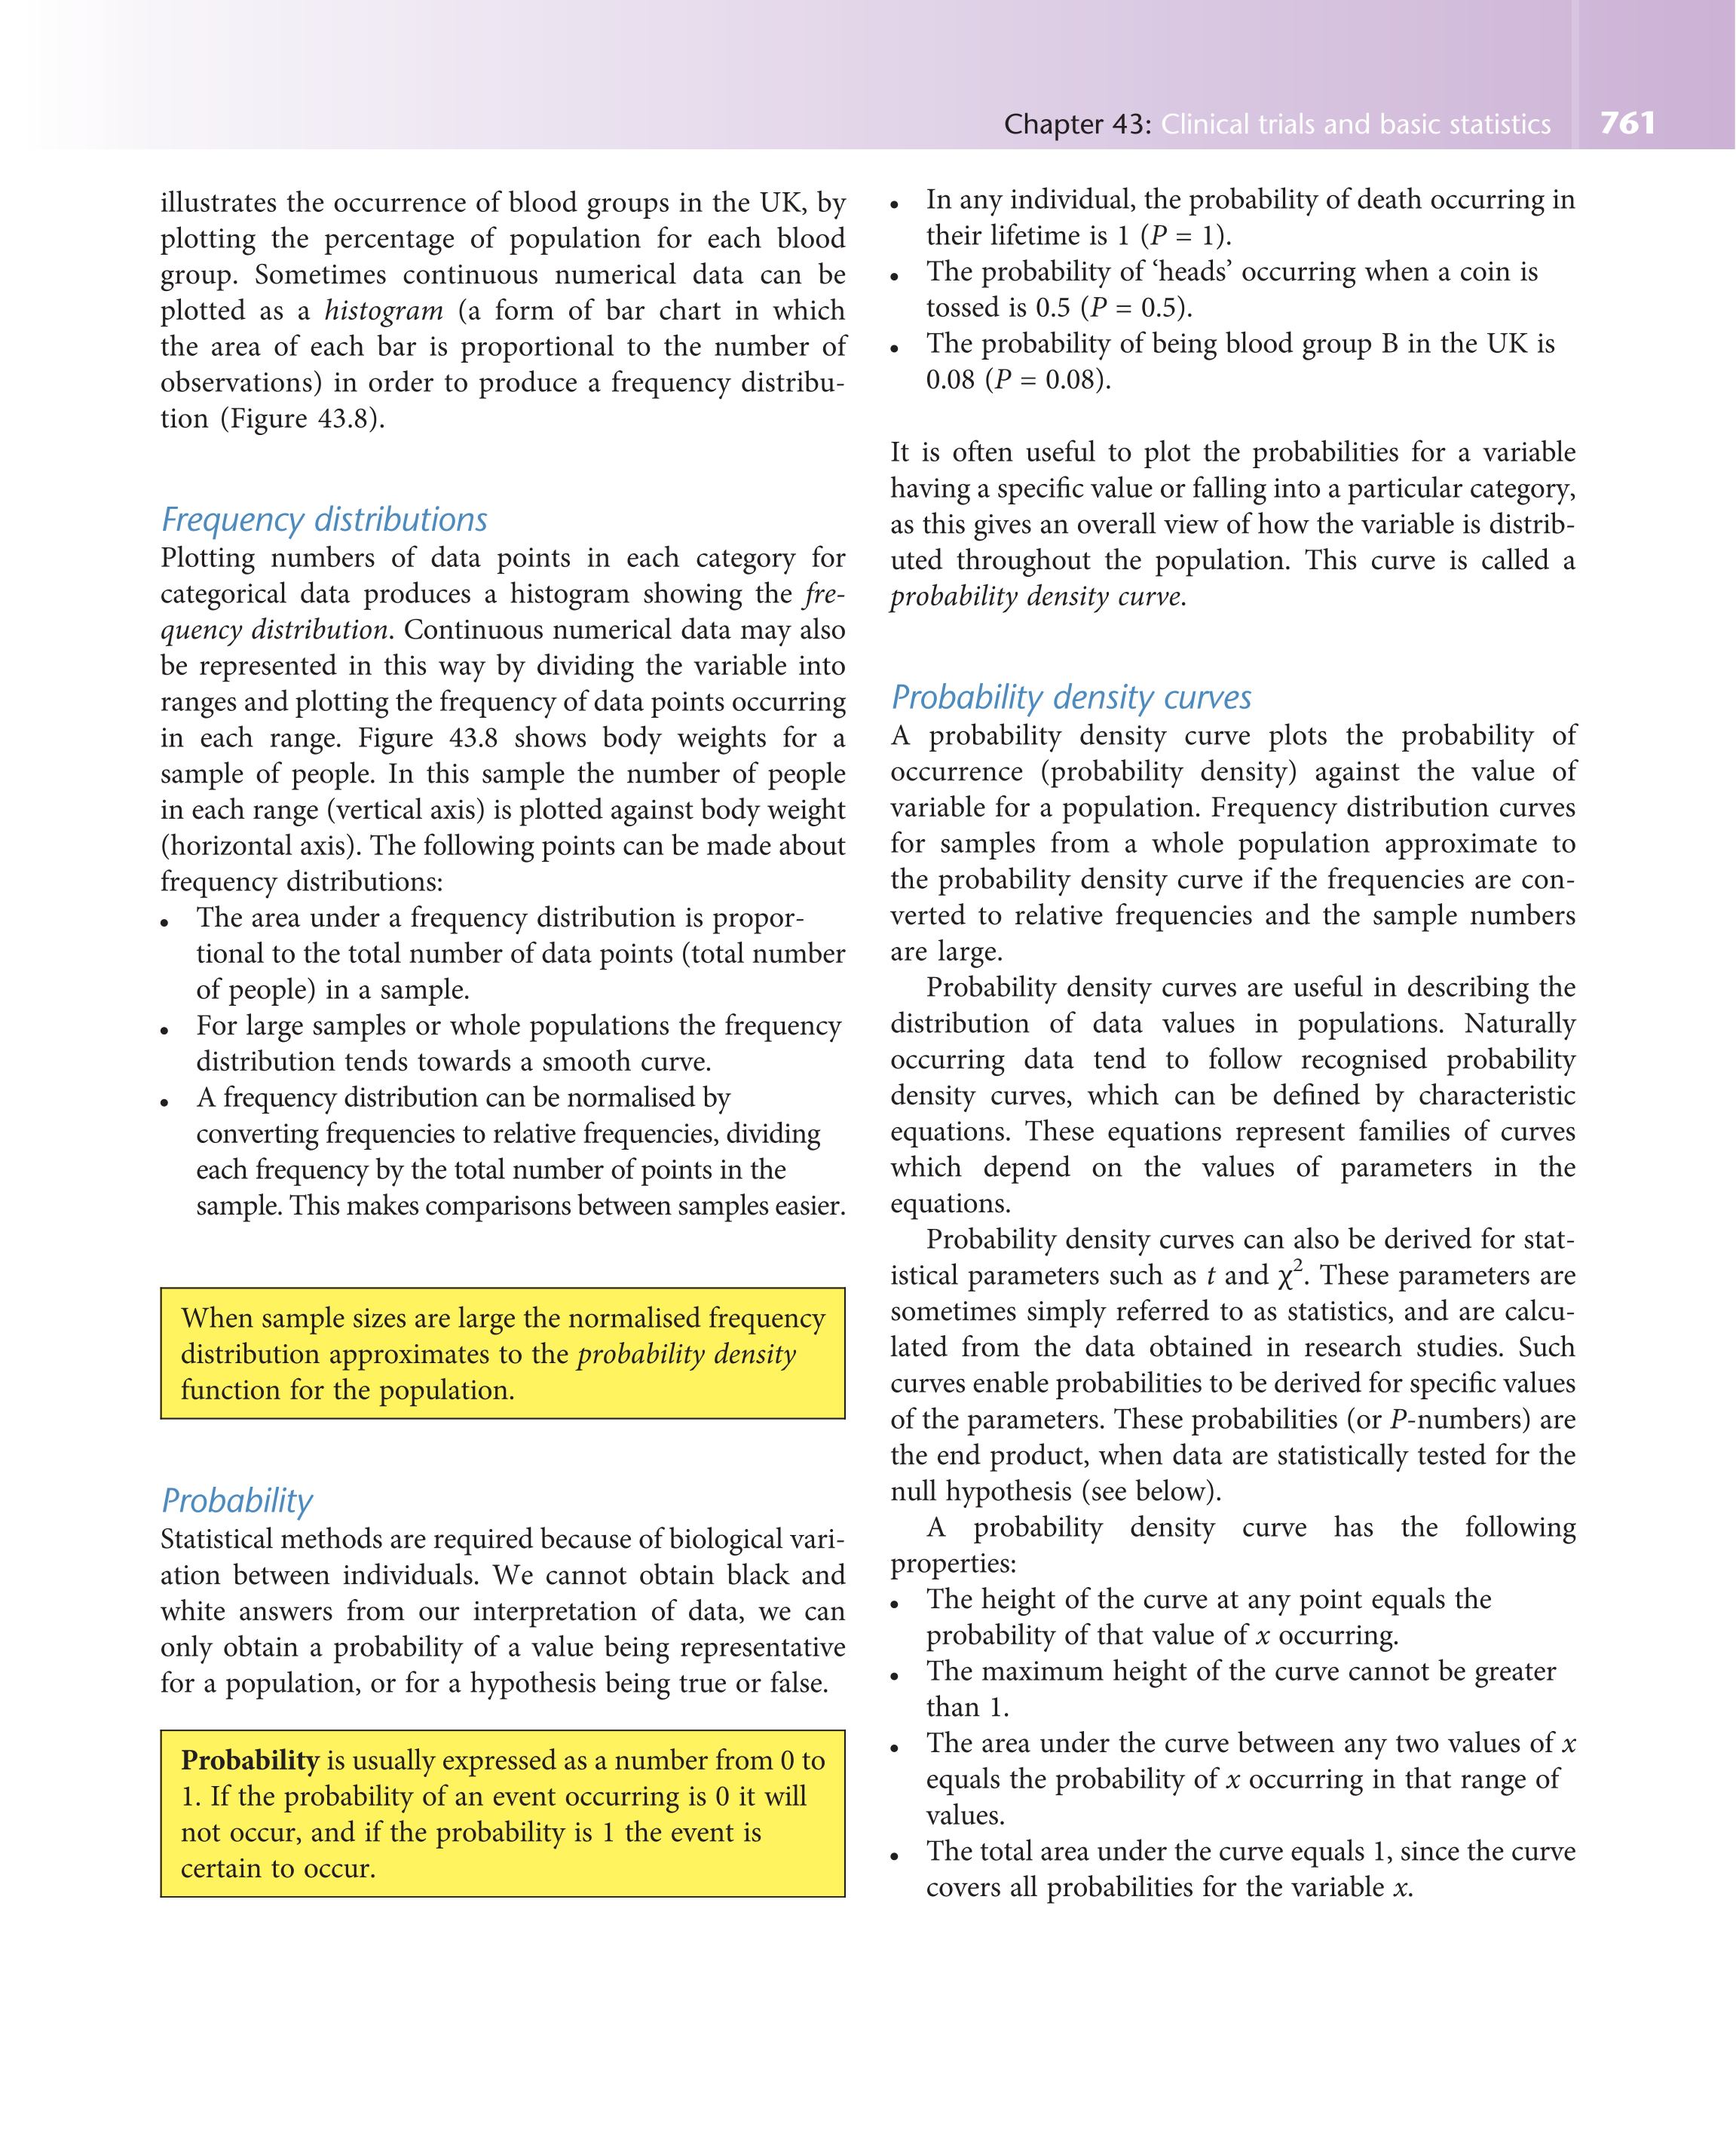 Chapter 43: Clinical trials and basic statistics 761
illustrates the occurrence of blood groups in the UK, by
plotting the percentage of population for each blood
group. Sometimes continuous numerical data can be
plotted as a histogram (a form of bar chart in which
the area of each bar is proportional to the number of
observations) in order to produce a frequency distribu-
tion (Figure 43.8).
Frequency distributions
Plotting numbers of data points in each category for
categorical data produces a histogram showing the fre-
quency distribution. Continuous numerical data may also
be represented in this way by dividing the variable into
ranges and plotting the frequency of data points occurring
in each range. Figure 43.8 shows body weights for a
sample of people. In this sample the number of people
in each range (vertical axis) is plotted against body weight
(horizontal axis). The following points can be made about
frequency distributions:
• The area under a frequency distribution is propor-
tional to the total number of data points (total number
of people) in a sample.
• For large samples or whole populations the frequency
distribution tends towards a smooth curve.
• A frequency distribution can be normalised by
converting frequencies to relative frequencies, dividing
each frequency by the total number of points in the
sample. This makes comparisons between samples easier.
When sample sizes are large the normalised frequency
distribution approximates to the probability density
function for the population.
Probability
Statistical methods are required because of biological vari-
ation between individuals. We cannot obtain black and
white answers from our interpretation of data, we can
only obtain a probability of a value being representative
for a population, or for a hypothesis being true or false.
Probability is usually expressed as a number from 0 to
1. If the probability of an event occurring is 0 it will
not occur, and if the probability is 1 the event is
certain to occur.
• In any individual, the probability of death occurring in
their lifetime is 1 (P = 1).
• The probability of ‘heads’ occurring when a coin is
tossed is 0.5 (P = 0.5).
• The probability of being blood group B in the UK is
0.08 (P = 0.08).
It is often useful to plot the probabilities for a variable
having a specific value or falling into a particular category,
as this gives an overall view of how the variable is distrib-
uted throughout the population. This curve is called a
probability density curve.
Probability density curves
A probability density curve plots the probability of
occurrence (probability density) against the value of
variable for a population. Frequency distribution curves
for samples from a whole population approximate to
the probability density curve if the frequencies are con-
verted to relative frequencies and the sample numbers
are large.
Probability density curves are useful in describing the
distribution of data values in populations. Naturally
occurring data tend to follow recognised probability
density curves, which can be defined by characteristic
equations. These equations represent families of curves
which depend on the values of parameters in the
equations.
Probability density curves can also be derived for stat-
istical parameters such as t and χ². These parameters are
sometimes simply referred to as statistics, and are calcu-
lated from the data obtained in research studies. Such
curves enable probabilities to be derived for specific values
of the parameters. These probabilities (or P-numbers) are
the end product, when data are statistically tested for the
null hypothesis (see below).
A probability density curve has the following
properties:
• The height of the curve at any point equals the
probability of that value of x occurring.
• The maximum height of the curve cannot be greater
than 1.
• The area under the curve between any two values of x
equals the probability of x occurring in that range of
values.
• The total area under the curve equals 1, since the curve
covers all probabilities for the variable x.